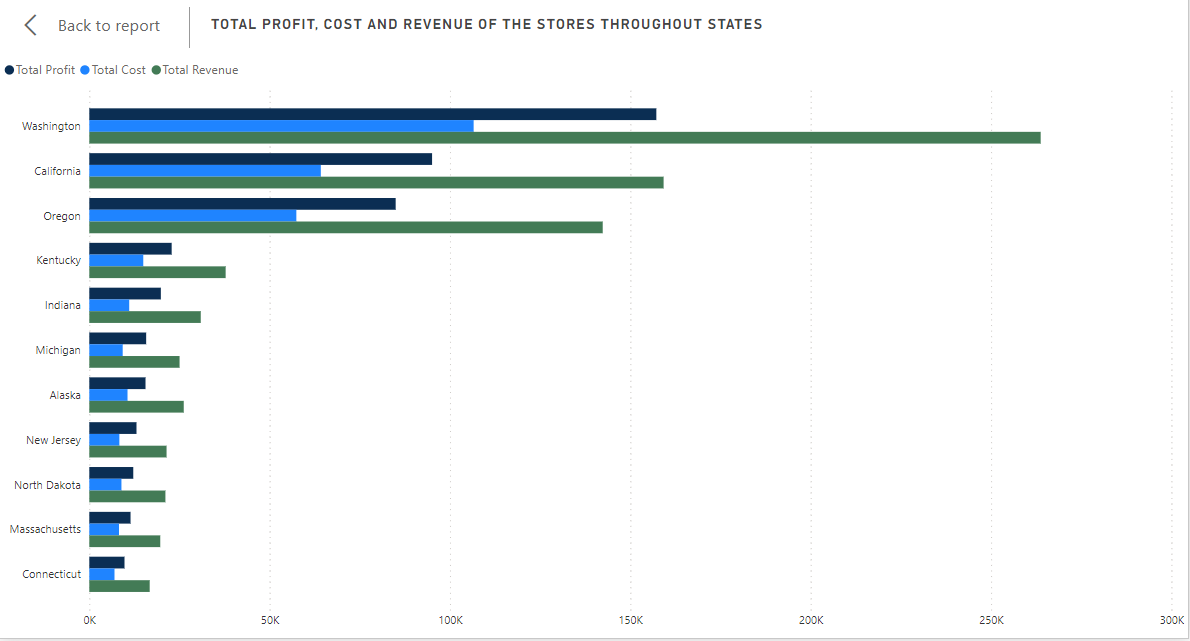 Back to report
TOTAL PROFIT, COST AND REVENUE OF THE STORES THROUGHOUT STATES
Total Profit Total Cost Total Revenue
Washington
California
Oregon
Kentucky
Indiana
Michigan
Alaska
New Jersey
North Dakota
Massachusetts
Connecticut
0K 50K 100K 150K 200K 250K 300K